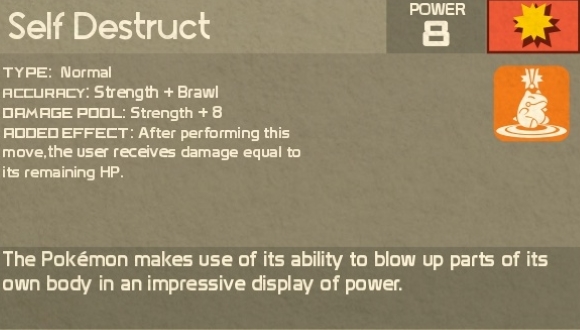 Self Destruct
POWER
8
TYPE: Normal
ACCURACY: Strength + Brawl
DAMAGE POOL: Strength + 8
ADDED EFFECT: After performing this
move,the user receives damage equal to
its remaining HP.
The Pokémon makes use of its ability to blow up parts of its
own body in an impressive display of power.